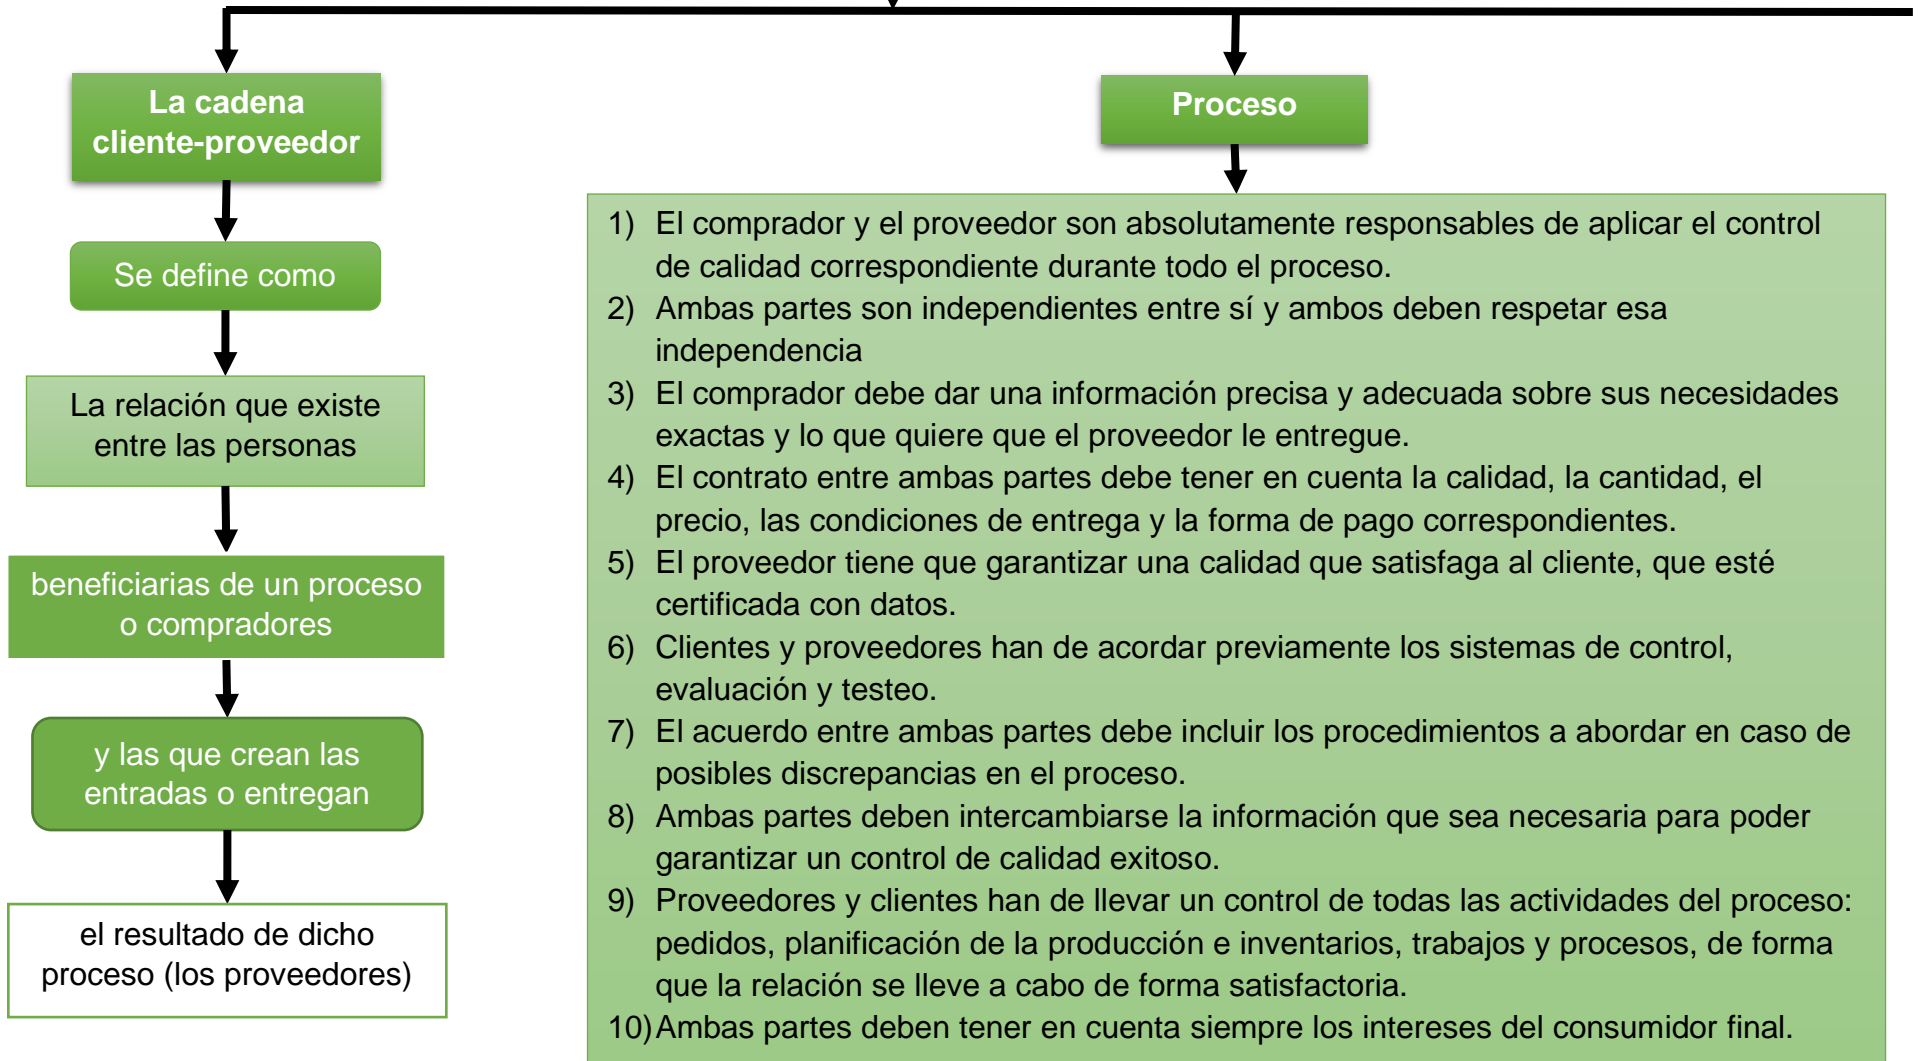 La cadena
cliente-proveedor
Se define como
La relación que existe
entre las personas
beneficiarias de un proceso
o compradores
y las que crean las
entradas o entregan
el resultado de dicho
proceso (los proveedores)
Proceso
1) El comprador y el proveedor son absolutamente responsables de aplicar el control
de calidad correspondiente durante todo el proceso.
2) Ambas partes son independientes entre sí y ambos deben respetar esa
independencia
3) El comprador debe dar una información precisa y adecuada sobre sus necesidades
exactas y lo que quiere que el proveedor le entregue.
4) El contrato entre ambas partes debe tener en cuenta la calidad, la cantidad, el
precio, las condiciones de entrega y la forma de pago correspondientes.
5) El proveedor tiene que garantizar una calidad que satisfaga al cliente, que esté
certificada con datos.
6) Clientes y proveedores han de acordar previamente los sistemas de control,
evaluación y testeo.
7) El acuerdo entre ambas partes debe incluir los procedimientos a abordar en caso de
posibles discrepancias en el proceso.
8) Ambas partes deben intercambiarse la información que sea necesaria para poder
garantizar un control de calidad exitoso.
9) Proveedores y clientes han de llevar un control de todas las actividades del proceso:
pedidos, planificación de la producción e inventarios, trabajos y procesos, de forma
que la relación se lleve a cabo de forma satisfactoria.
10)Ambas partes deben tener en cuenta siempre los intereses del consumidor final.